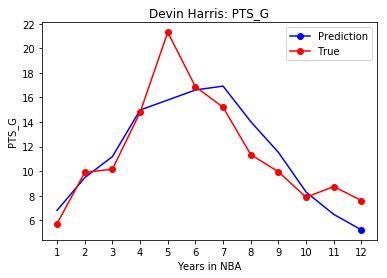 Devin Harris: PTS_G
Prediction
True
PTS_G
22
20
18
16
14
12
10
8
6
1 2 3 4 5 6 7 8 9 10 11 12
Years in NBA